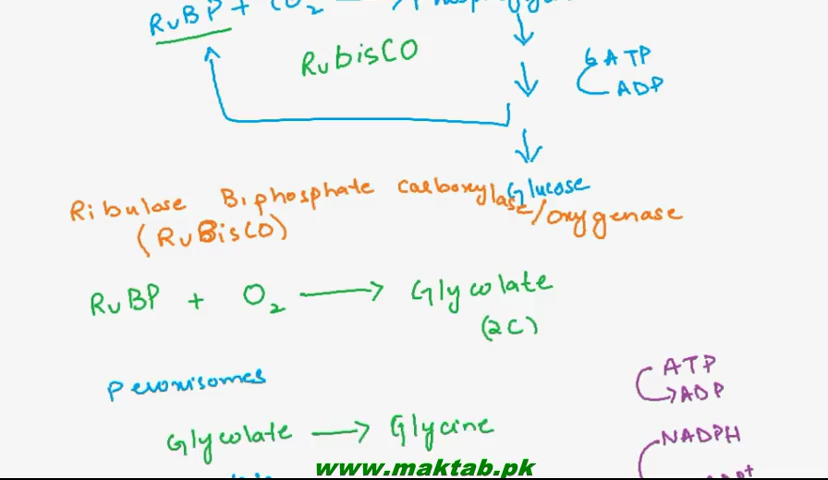 RuBP + CO2
RubisCO
6 ATP
ADP
Glucose
Ribulose Biphosphate carboxylase/oxygenase
(RuBisCO)
RuBP + O2 → Glycolate
(2C)
Peroxisomes
ATP
ADP
Glycolate → Glycine
NADPH
www.maktab.pk